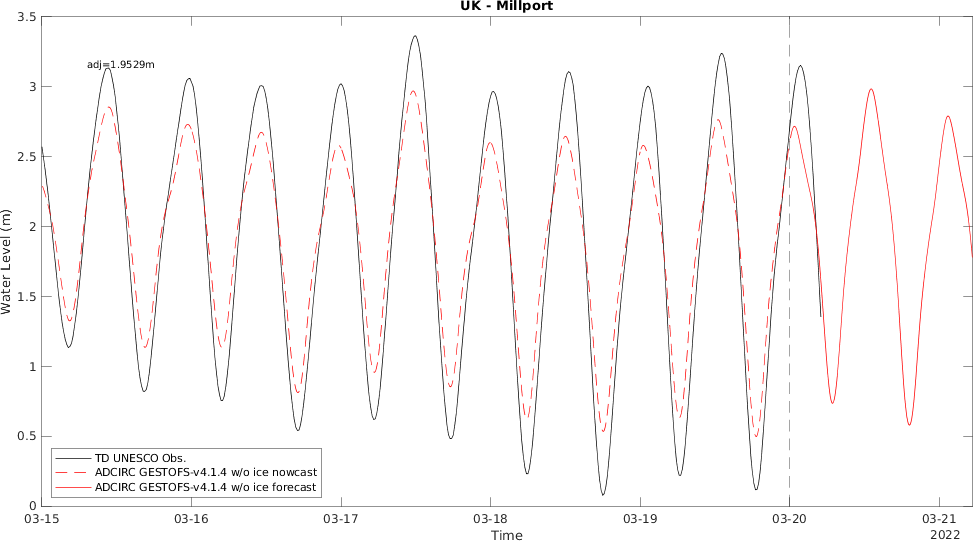 UK - Millport
adj=1.9529m
Water Level (m)
3.5
3
2.5
2
1.5
1
0.5
0
TD UNESCO Obs.
ADCIRC GESTOFS-v4.1.4 w/o ice nowcast
ADCIRC GESTOFS-v4.1.4 w/o ice forecast
03-15 03-16 03-17 03-18 03-19 03-20 03-21
Time
2022